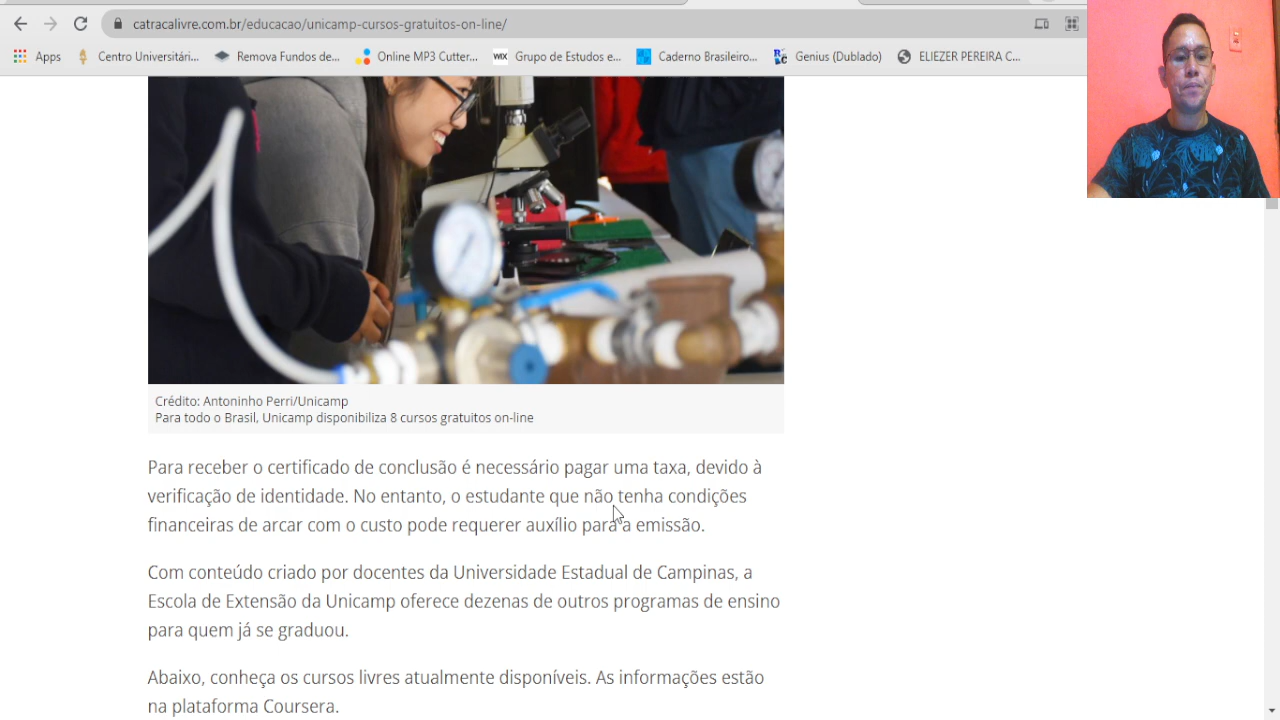 catracalivre.com.br/educacao/unicamp-cursos-gratuitos-on-line/
Apps Centro Universitári... Remova Fundos de... Online MP3 Cutter... WIX Grupo de Estudos e... Caderno Brasileiro... Genius (Dublado) ELIEZER PEREIRA C...
Crédito: Antoninho Perri/Unicamp
Para todo o Brasil, Unicamp disponibiliza 8 cursos gratuitos on-line
Para receber o certificado de conclusão é necessário pagar uma taxa, devido à
verificação de identidade. No entanto, o estudante que não tenha condições
financeiras de arcar com o custo pode requerer auxílio para a emissão.
Com conteúdo criado por docentes da Universidade Estadual de Campinas, a
Escola de Extensão da Unicamp oferece dezenas de outros programas de ensino
para quem já se graduou.
Abaixo, conheça os cursos livres atualmente disponíveis. As informações estão
na plataforma Coursera.